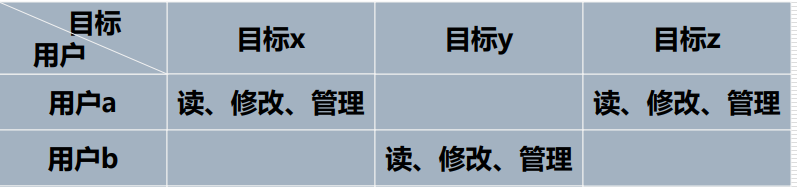 目标
用户
目标x
目标y
目标z
用户a
读、修改、管理
读、修改、管理
用户b
读、修改、管理